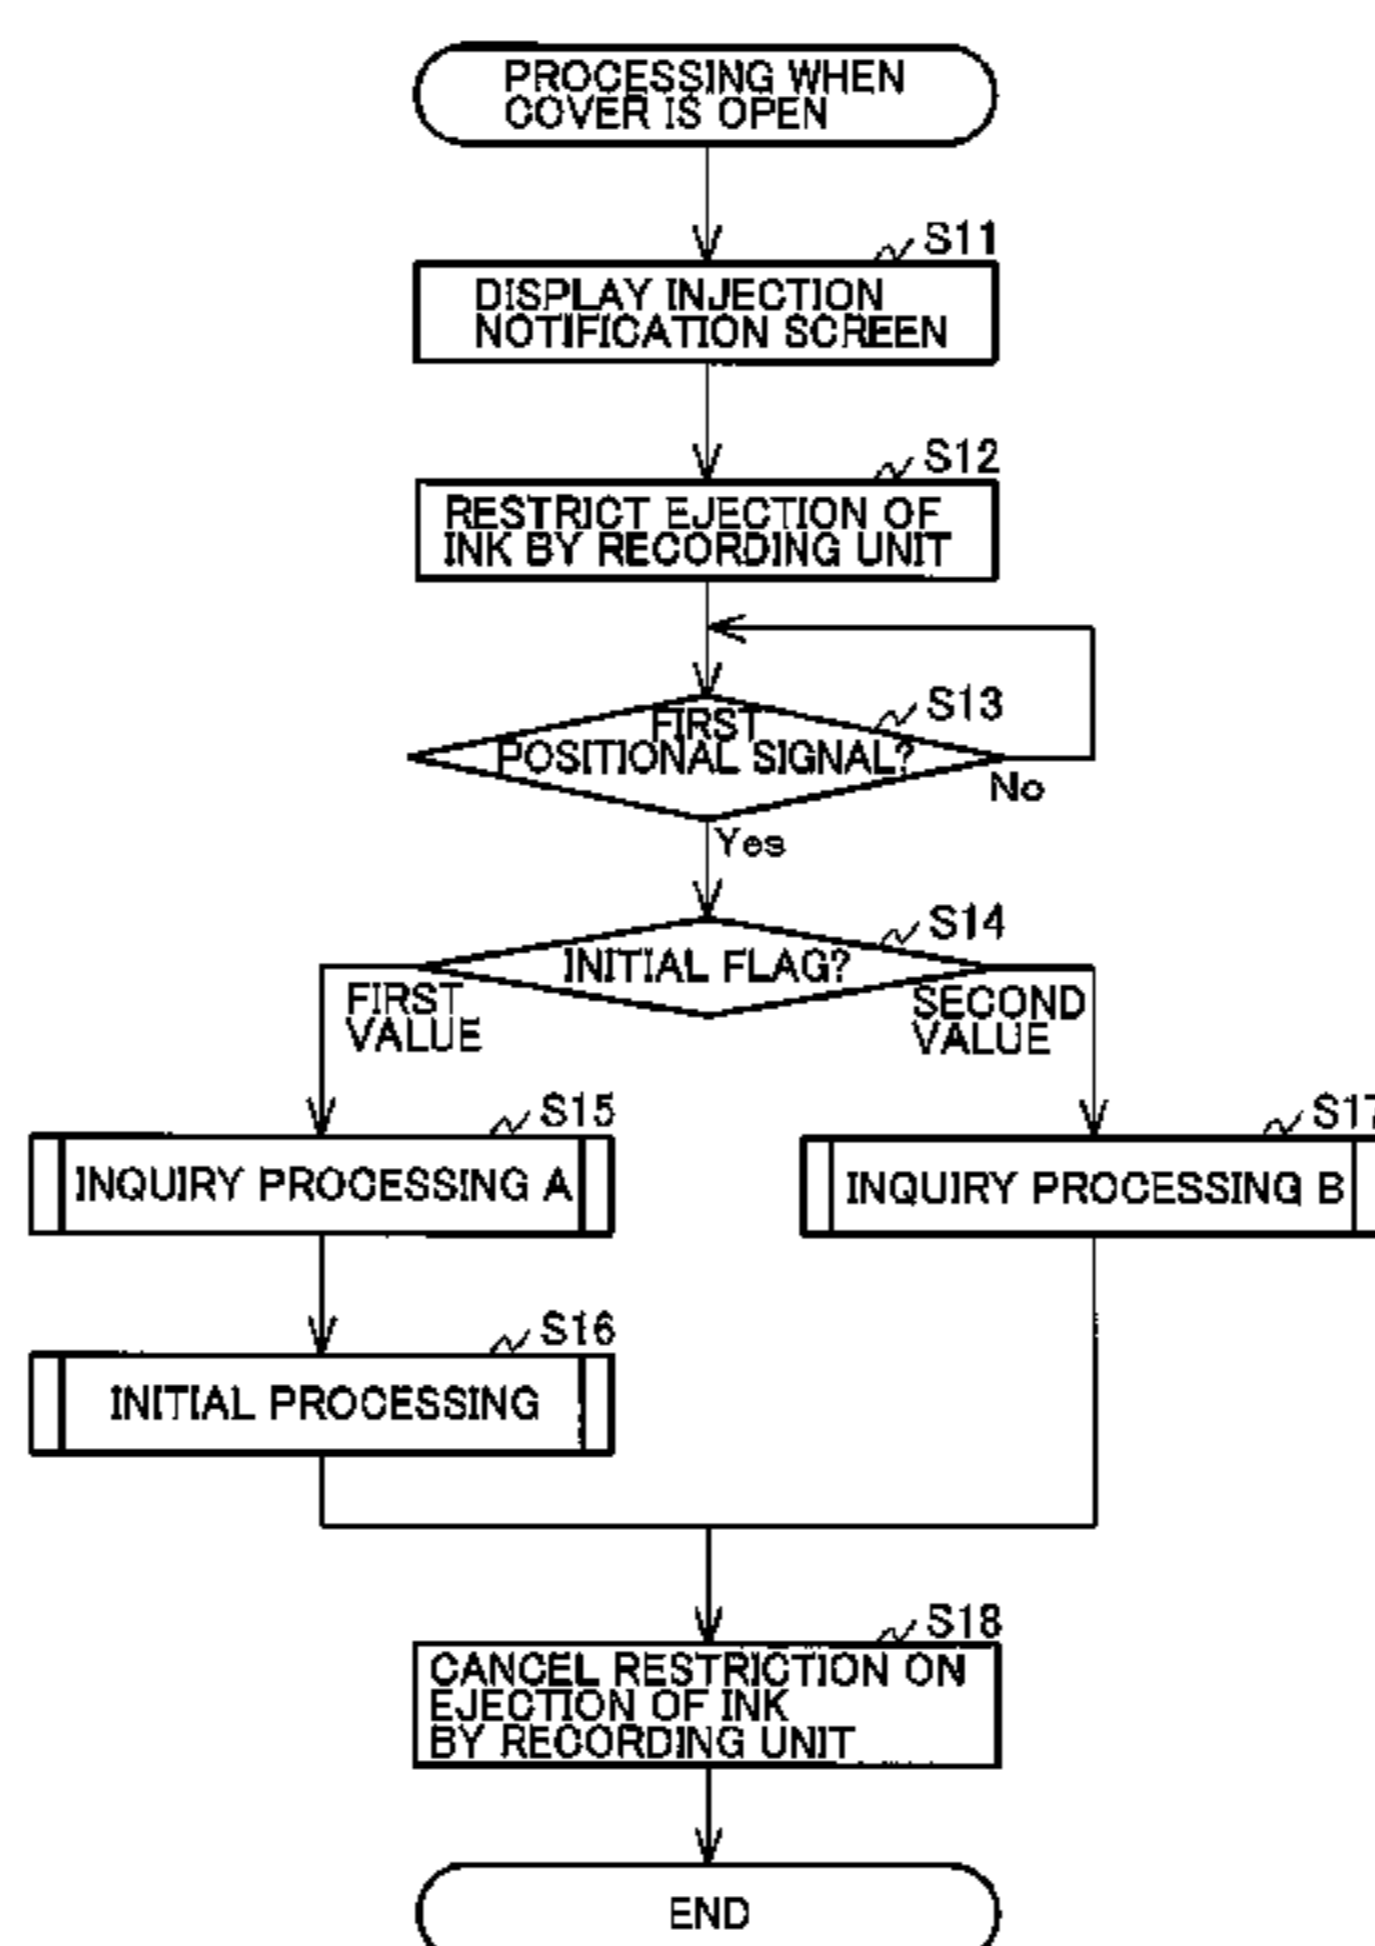 PROCESSING WHEN
COVER IS OPEN
S11
DISPLAY INJECTION
NOTIFICATION SCREEN
S12
RESTRICT EJECTION OF
INK BY RECORDING UNIT
S13
FIRST
POSITIONAL SIGNAL?
No
Yes
S14
INITIAL FLAG?
FIRST
VALUE
SECOND
VALUE
S15
INQUIRY PROCESSING A
S17
INQUIRY PROCESSING B
S16
INITIAL PROCESSING
S18
CANCEL RESTRICTION ON
EJECTION OF INK
BY RECORDING UNIT
END